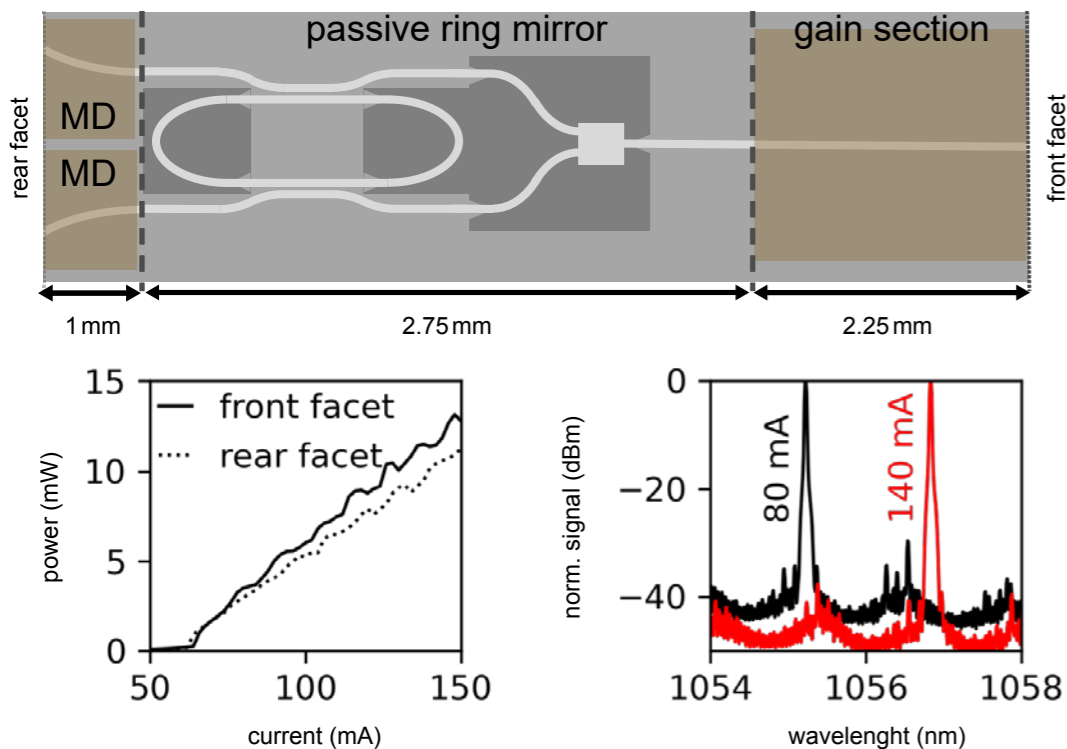 passive ring mirror
gain section
rear facet
MD
MD
front facet
1 mm
2.75 mm
2.25 mm
power (mW)
15
10
5
0
front facet
rear facet
50
100
150
current (mA)
norm. signal (dBm)
0
−20
−40
80 mA
140 mA
1054
1056
1058
wavelenght (nm)